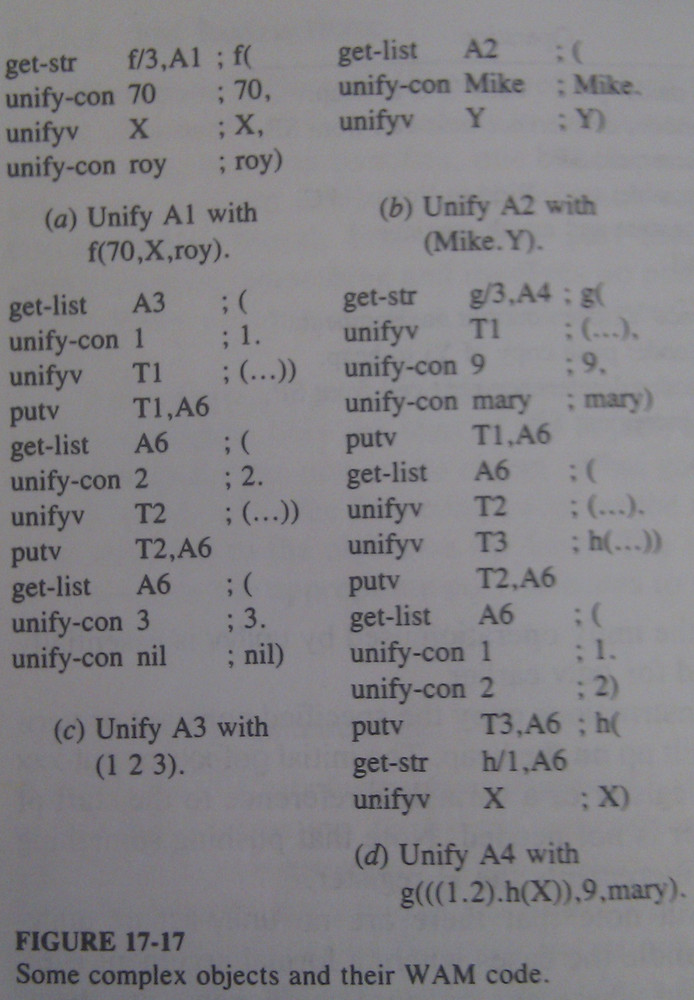 get-str f/3,A1 ; f(
unify-con 70 ; 70,
unifyv X ; X,
unify-con roy ; roy)
(a) Unify A1 with
f(70,X,roy).
get-list A2 ; (
unify-con Mike ; Mike.
unifyv Y ; Y)
(b) Unify A2 with
(Mike.Y).
get-list A3 ; (
unify-con 1 ; 1.
unifyv T1 ; (...))
putv T1,A6
get-list A6 ; (
unify-con 2 ; 2.
unifyv T2 ; (...))
putv T2,A6
get-list A6 ; (
unify-con 3 ; 3.
unify-con nil ; nil)
(c) Unify A3 with
(1 2 3).
get-str g/3,A4 ; g(
unifyv T1 ; (...),
unify-con 9 ; 9,
unify-con mary ; mary)
putv T1,A6
get-list A6 ; (
unifyv T2 ; (...).
unifyv T3 ; h(...))
putv T2,A6
get-list A6 ; (
unify-con 1 ; 1.
unify-con 2 ; 2)
putv T3,A6 ; h(
get-str h/1,A6
unifyv X ; X)
(d) Unify A4 with
g(((1.2).h(X)),9,mary).
FIGURE 17-17
Some complex objects and their WAM code.